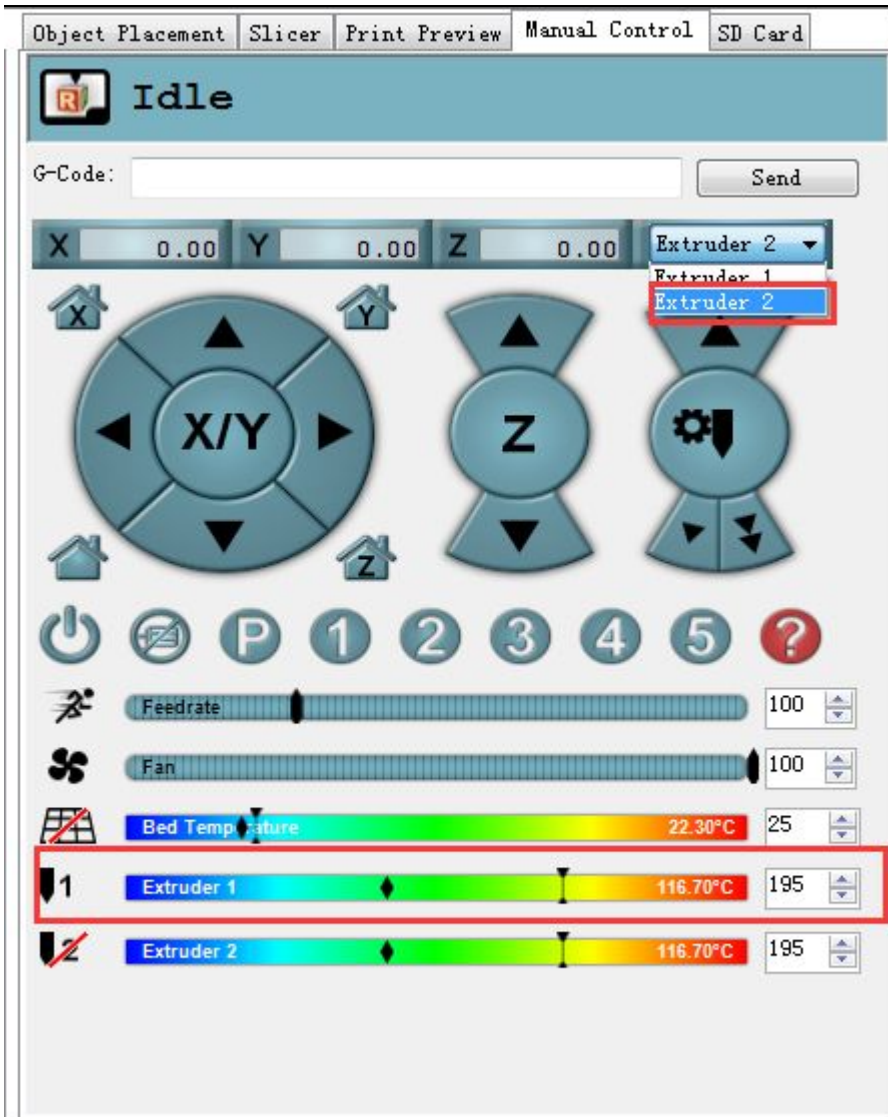 Object Placement Slicer Print Preview Manual Control SD Card
R Idle
G-Code: Send
X 0.00 Y 0.00 Z 0.00 Extruder 2
Extruder 1
Extruder 2
X Y
X/Y Z
Z
P 1 2 3 4 5 ?
Feedrate 100
Fan 100
Bed Temperature 22.30°C 25
1 Extruder 1 116.70°C 195
2 Extruder 2 116.70°C 195